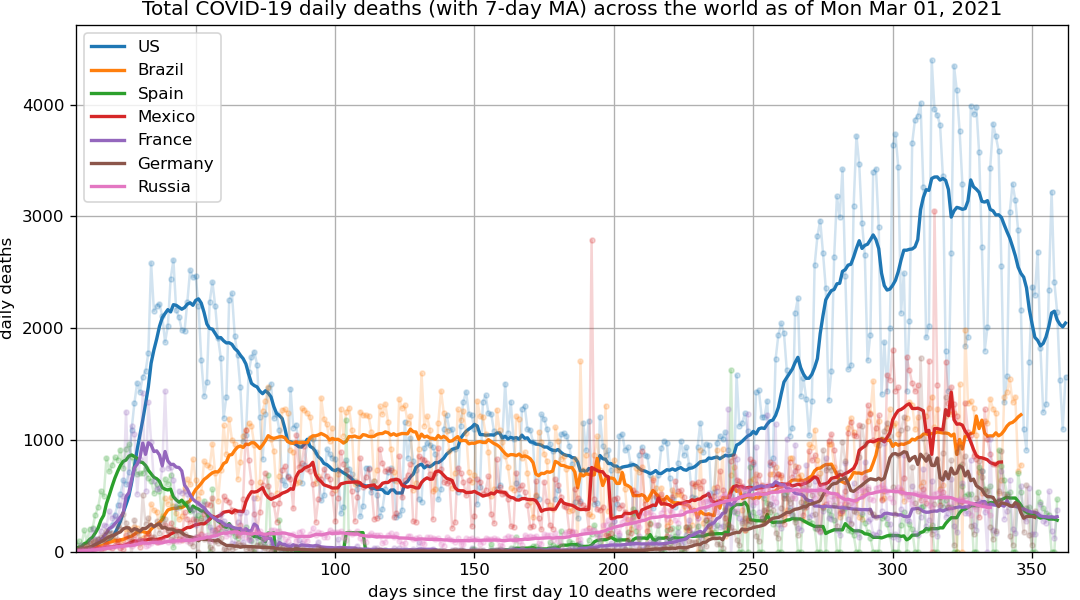 Total COVID-19 daily deaths (with 7-day MA) across the world as of Mon Mar 01, 2021
US
Brazil
Spain
Mexico
France
Germany
Russia
daily deaths
4000
3000
2000
1000
0
50 100 150 200 250 300 350
days since the first day 10 deaths were recorded